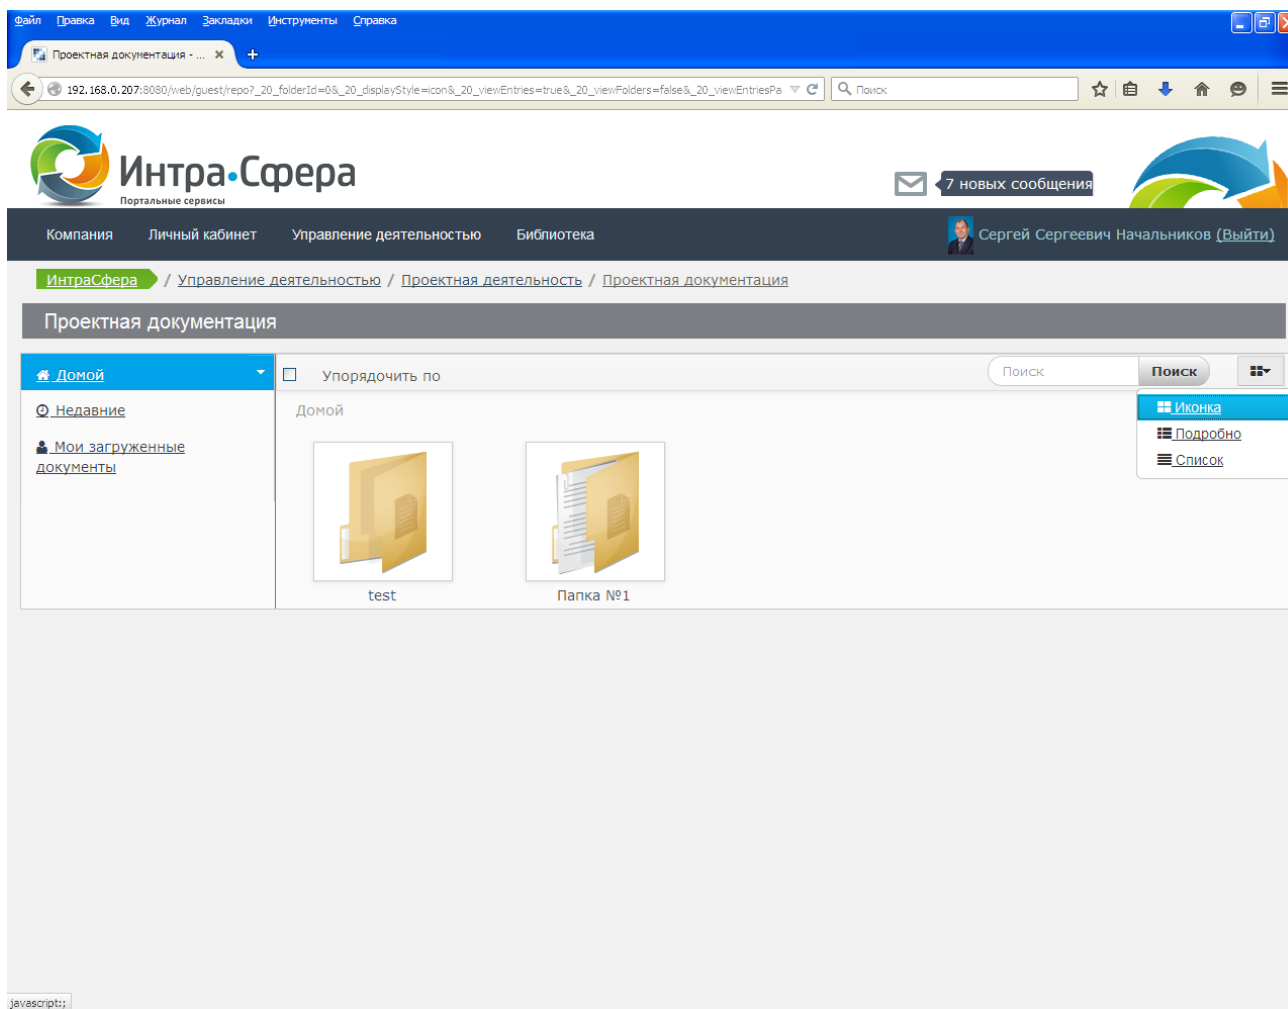 Файл Правка Вид Журнал Закладки Инструменты Справка
Проектная документация - ...
192.168.0.207:8080/web/guest/repo?_20_folderId=0&_20_displayStyle=icon&_20_viewEntries=true&_20_viewFolders=false&_20_viewEntriesPa Поиск
Интра•Сфера
Портальные сервисы
7 новых сообщения
Компания Личный кабинет Управление деятельностью Библиотека Сергей Сергеевич Начальников (Выйти)
ИнтраСфера / Управление деятельностью / Проектная деятельность / Проектная документация
Проектная документация
Домой Упорядочить по Поиск Поиск
Недавние Домой Иконка
Мои загруженные Подробно
документы Список
test Папка №1
javascript:;